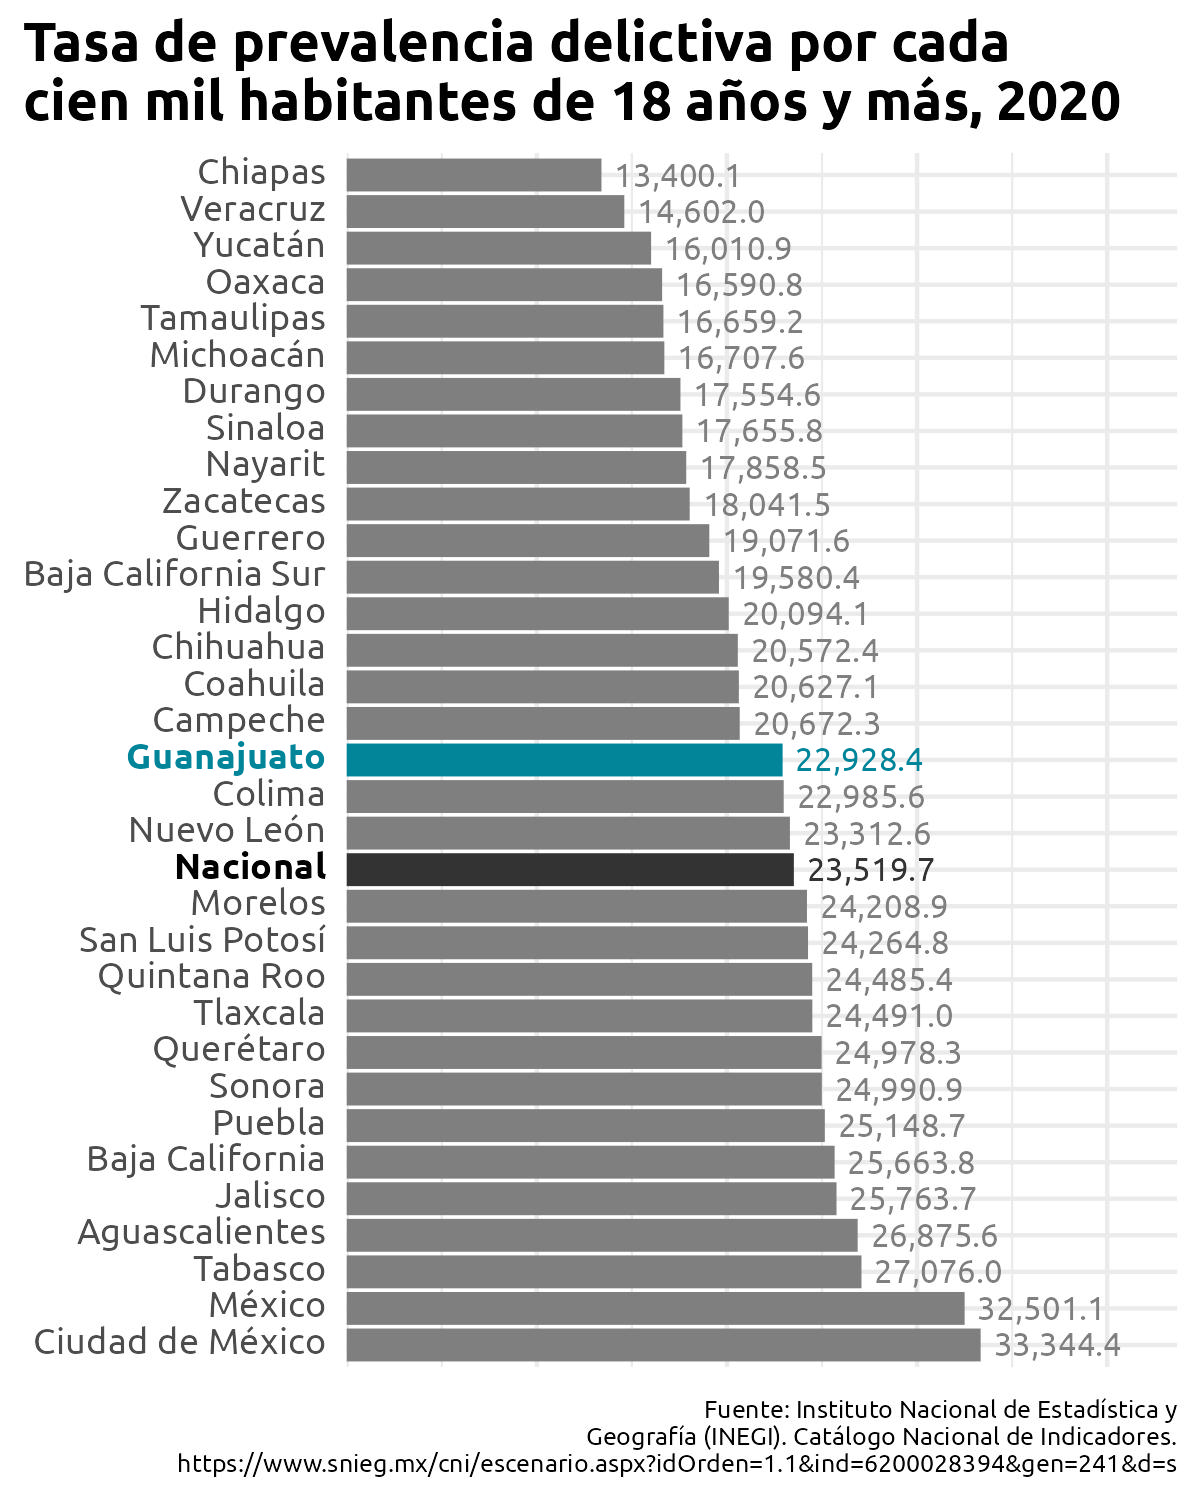 Tasa de prevalencia delictiva por cada
cien mil habitantes de 18 años y más, 2020
Chiapas 13,400.1
Veracruz 14,602.0
Yucatán 16,010.9
Oaxaca 16,590.8
Tamaulipas 16,659.2
Michoacán 16,707.6
Durango 17,554.6
Sinaloa 17,655.8
Nayarit 17,858.5
Zacatecas 18,041.5
Guerrero 19,071.6
Baja California Sur 19,580.4
Hidalgo 20,094.1
Chihuahua 20,572.4
Coahuila 20,627.1
Campeche 20,672.3
Guanajuato 22,928.4
Colima 22,985.6
Nuevo León 23,312.6
Nacional 23,519.7
Morelos 24,208.9
San Luis Potosí 24,264.8
Quintana Roo 24,485.4
Tlaxcala 24,491.0
Querétaro 24,978.3
Sonora 24,990.9
Puebla 25,148.7
Baja California 25,663.8
Jalisco 25,763.7
Aguascalientes 26,875.6
Tabasco 27,076.0
México 32,501.1
Ciudad de México 33,344.4
Fuente: Instituto Nacional de Estadística y
Geografía (INEGI). Catálogo Nacional de Indicadores.
https://www.snieg.mx/cni/escenario.aspx?idOrden=1.1&ind=6200028394&gen=241&d=s